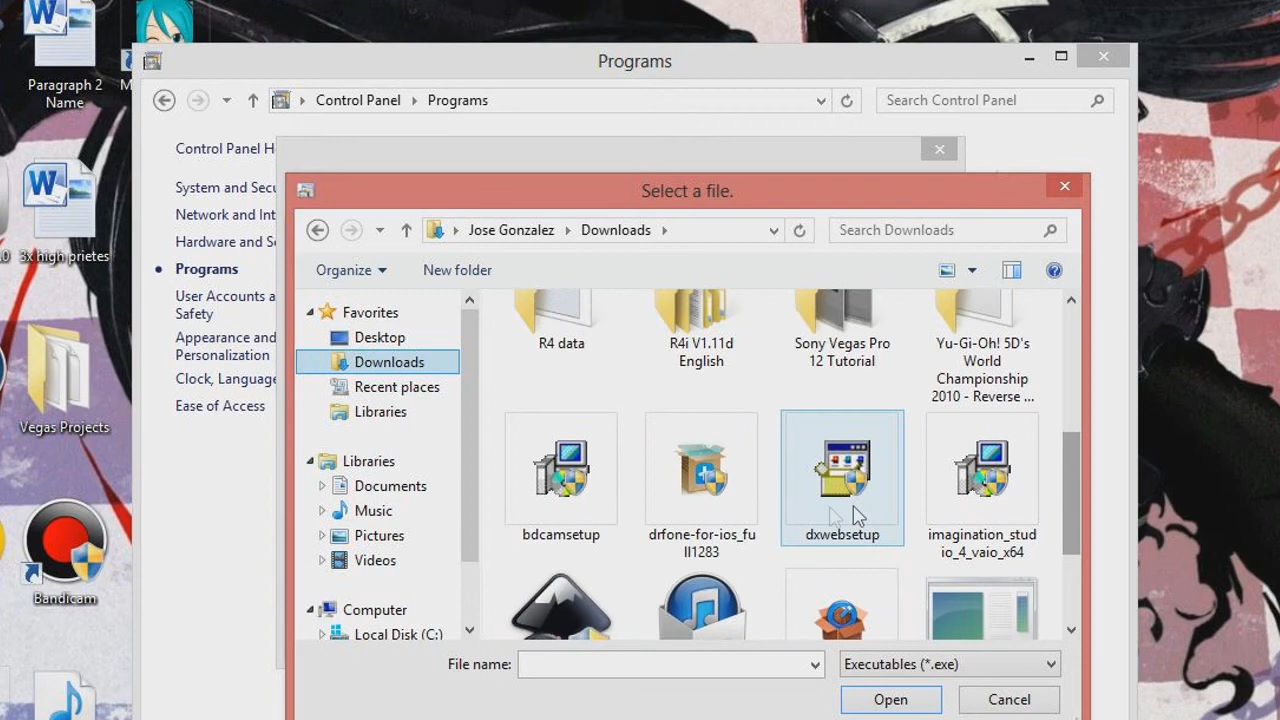 Paragraph 2
Name
M
Programs
Control Panel
Programs
Search Control Panel
Control Panel H
System and Secu
Network and Int
Hardware and S
Programs
User Accounts a
Safety
Appearance and
Personalization
Clock, Language
Ease of Access
.0
3x high prietes
Vegas Projects
Bandicam
Select a file.
Jose Gonzalez
Downloads
Search Downloads
Organize
New folder
Favorites
Desktop
Downloads
Recent places
Libraries
Libraries
Documents
Music
Pictures
Videos
Computer
Local Disk (C:)
R4 data
R4i V1.11d
English
Sony Vegas Pro
12 Tutorial
Yu-Gi-Oh! 5D's
World
Championship
2010 - Reverse ...
bdcamsetup
drfone-for-ios_fu
ll1283
dxwebsetup
imagination_stud
io_4_vaio_x64
File name:
Executables (*.exe)
Open
Cancel